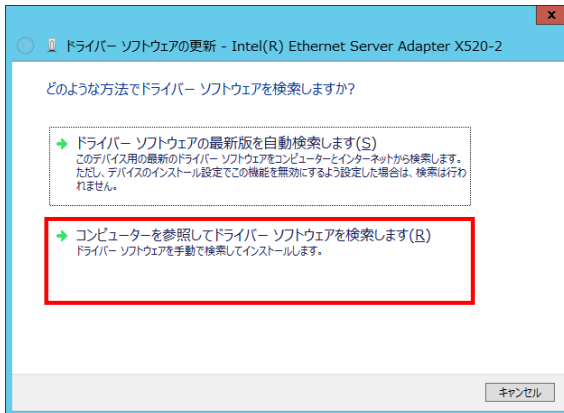 x
ドライバー ソフトウェアの更新 - Intel(R) Ethernet Server Adapter X520-2
どのような方法でドライバー ソフトウェアを検索しますか?
ドライバー ソフトウェアの最新版を自動検索します(S)
このデバイス用の最新のドライバー ソフトウェアをコンピューターとインターネットから検索します。
ただし、デバイスのインストール設定でこの機能を無効にするよう設定した場合は、検索は行わ
れません。
コンピューターを参照してドライバー ソフトウェアを検索します(R)
ドライバー ソフトウェアを手動で検索してインストールします。
キャンセル